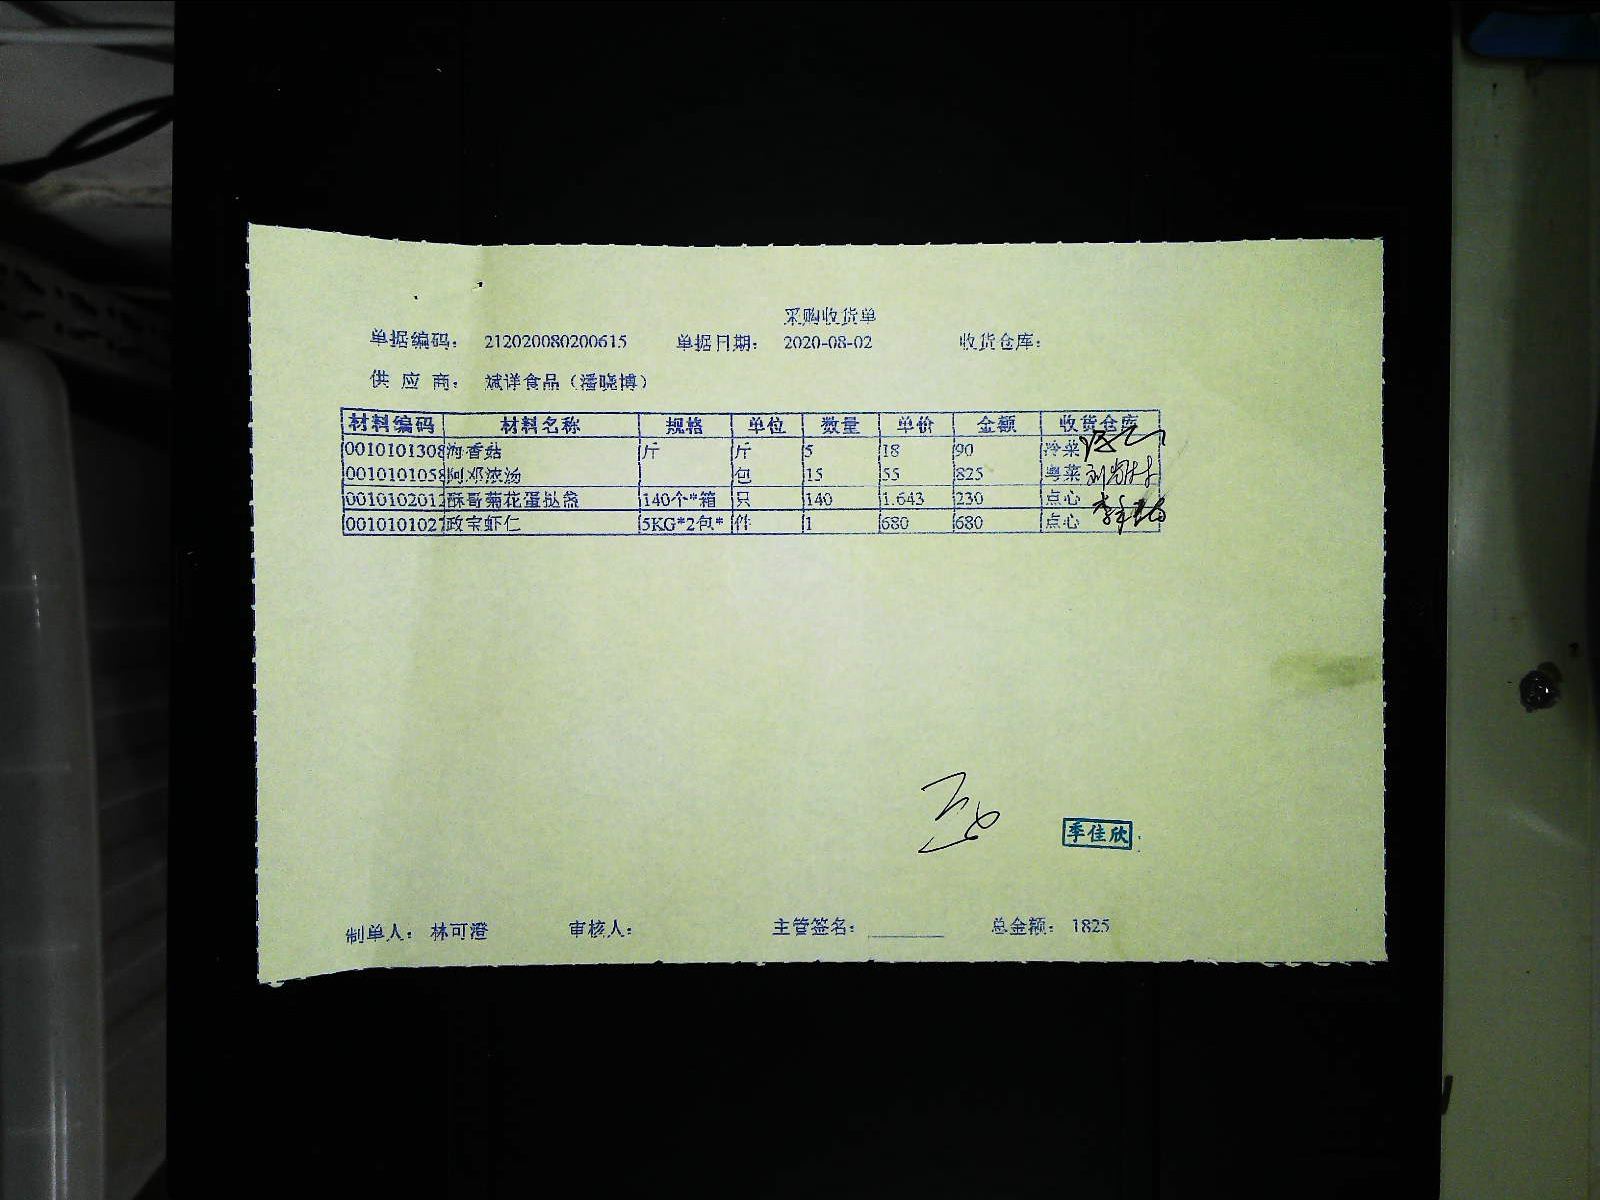 采购收货单
单据编码： 212020080200615 单据日期： 2020-08-02 收货仓库：
供 应 商： 斌洋食品（潘晓博）
材料编码 材料名称 规格 单位 数量 单价 金额 收货仓库
0010101308 海香菇 斤 斤 5 18 90 冷菜
0010101058 阿邓浓汤 包 15 55 825 粤菜
0010102012 酥哥菊花蛋挞盏 140个*箱 只 140 1.643 230 点心
0010101027 政宝虾仁 5KG*2包* 件 1 680 680 点心
季佳欣
制单人： 林可澄 审核人： 主管签名： 总金额： 1825